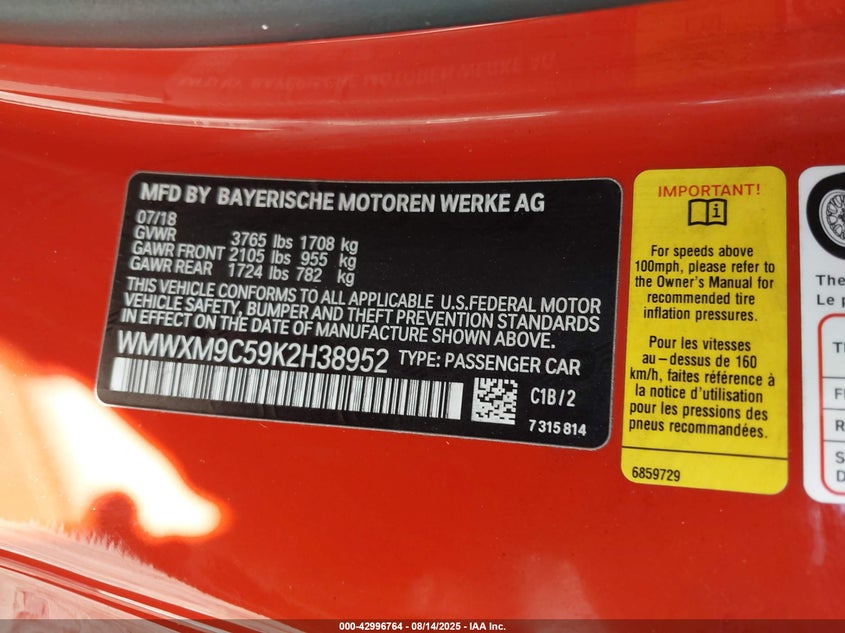 MFD BY BAYERISCHE MOTOREN WERKE AG
07/18
GVWR 3765 lbs 1708 kg
GAWR FRONT 2105 lbs 955 kg
GAWR REAR 1724 lbs 782 kg
THIS VEHICLE CONFORMS TO ALL APPLICABLE U.S.FEDERAL MOTOR
VEHICLE SAFETY, BUMPER AND THEFT PREVENTION STANDARDS
IN EFFECT ON THE DATE OF MANUFACTURE SHOWN ABOVE.
WMWXM9C59K2H38952 TYPE: PASSENGER CAR
C1B/2
7 315 814
IMPORTANT!
For speeds above
100mph, please refer to
the Owner's Manual for
recommended tire
inflation pressures.
Pour les vitesses
au-dessus de 160
km/h, faites référence à
la notice d'utilisation
pour les pressions des
pneus recommandées.
6859729
The
Le p
F
R
S
D
000-42996764 - 08/14/2025 - IAA Inc.